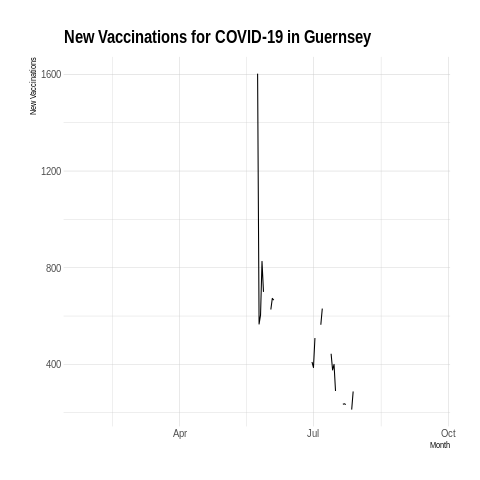 New Vaccinations for COVID-19 in Guernsey
New Vaccinations
1600
1200
800
400
Apr
Jul
Oct
Month